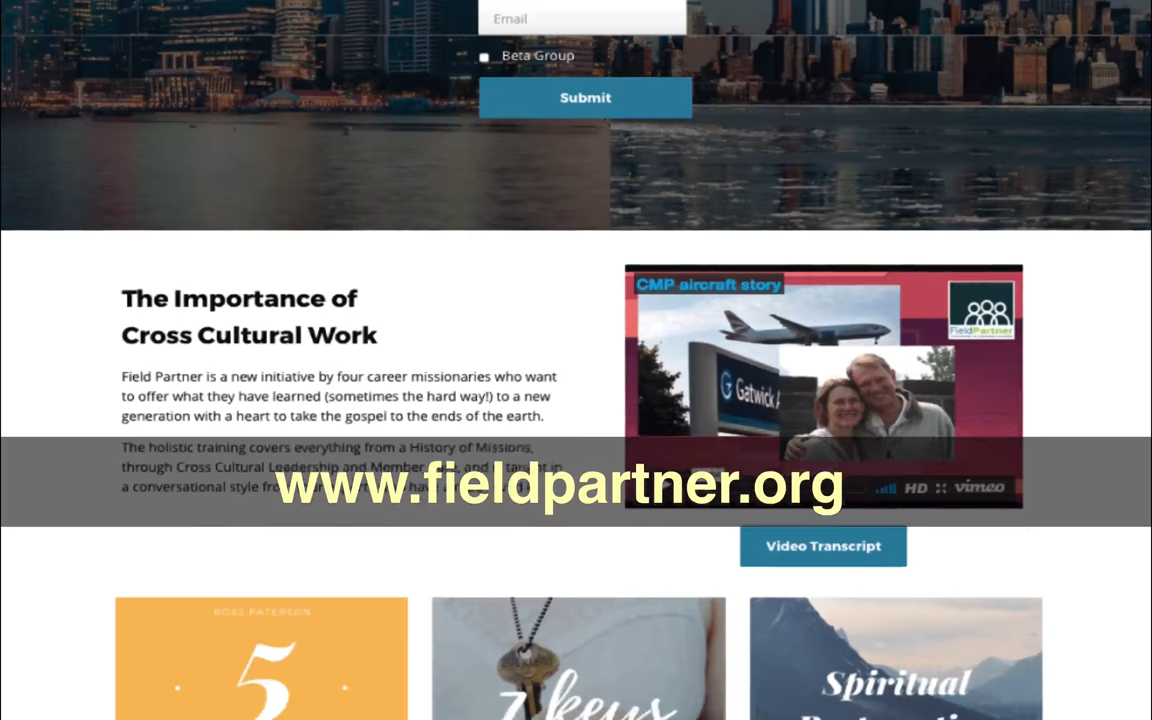 Email
Beta Group
Submit
The Importance of
Cross Cultural Work
Field Partner is a new initiative by four career missionaries who want
to offer what they have learned (sometimes the hard way!) to a new
generation with a heart to take the gospel to the ends of the earth.
The holistic training covers everything from a History of Missions,
through Cross Cultural Leadership and Member
a conversational style
www.fieldpartner.org
CMP aircraft story
FieldPartner
Gatwick
HD vimeo
Video Transcript
ROSS PATERSON
5
7 keys
Spiritual